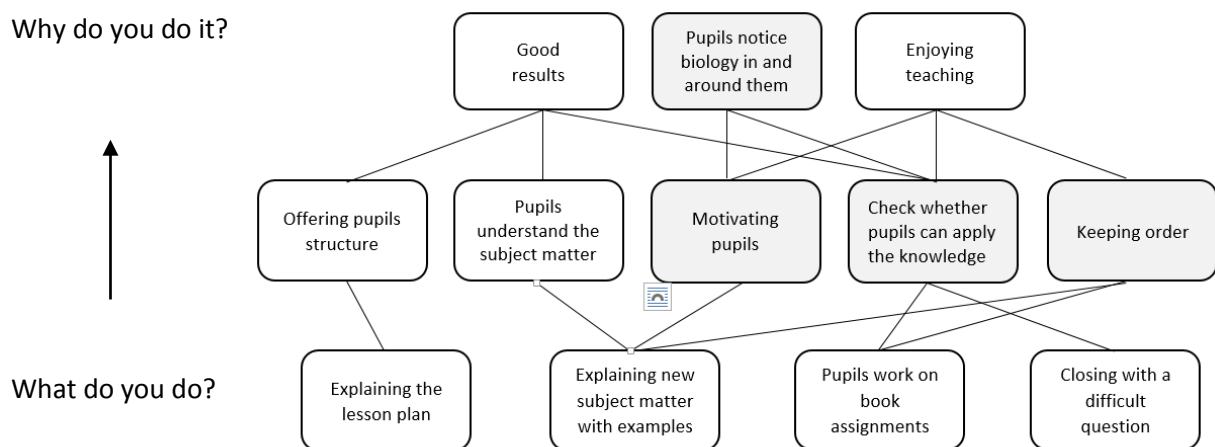 Why do you do it?
Good
results
Pupils notice
biology in and
around them
Enjoying
teaching
Offering pupils
structure
Pupils
understand the
subject matter
Motivating
pupils
Check whether
pupils can apply
the knowledge
Keeping order
What do you do?
Explaining the
lesson plan
Explaining new
subject matter
with examples
Pupils work on
book
assignments
Closing with a
difficult
question